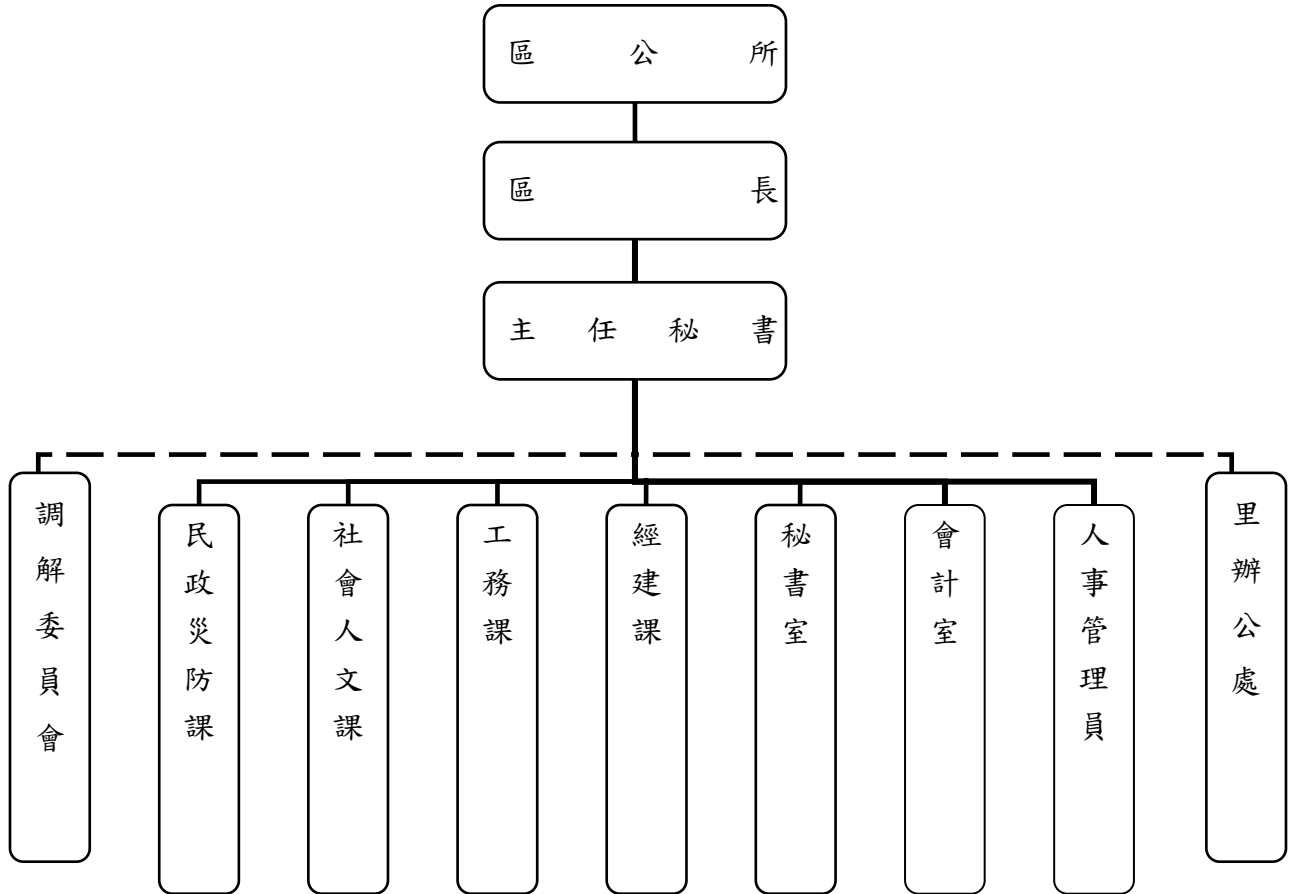 區公所
區長
主任秘書
調解委員會
民政災防課
社會人文課
工務課
經建課
秘書室
會計室
人事管理員
里辦公處